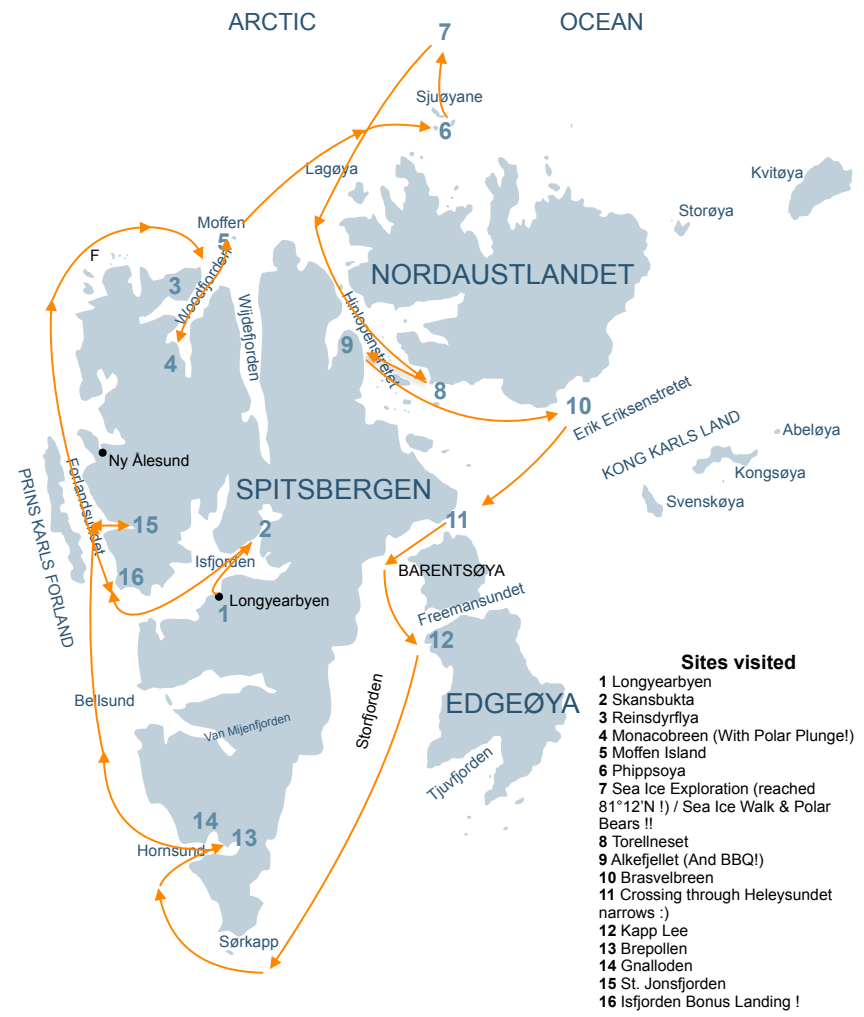 ARCTIC OCEAN
7
Sjuøyane
6
Lagøya
Kvitøya
Storøya
Moffen
5
F
NORDAUSTLANDET
3
Woodfjorden
Wijdefjorden
Hinlopenstretet
9
4
8
10
Erik Eriksenstretet
Abeløya
KONG KARLS LAND
Kongsøya
Svenskøya
Ny Ålesund
SPITSBERGEN
PRINS KARLS FORLAND
Forlandsundet
15
2
11
Isfjorden
16
BARENTSØYA
Longyearbyen
1
Freemansundet
12
Bellsund
Van Mijenfjorden
Storfjorden
EDGEØYA
Tjuvfjorden
14
13
Hornsund
Sørkapp
Sites visited
1 Longyearbyen
2 Skansbukta
3 Reinsdyrflya
4 Monacobreen (With Polar Plunge!)
5 Moffen Island
6 Phippsoya
7 Sea Ice Exploration (reached
81°12'N !) / Sea Ice Walk & Polar
Bears !!
8 Torellneset
9 Alkefjellet (And BBQ!)
10 Brasvelbreen
11 Crossing through Heleysundet
narrows :)
12 Kapp Lee
13 Brepollen
14 Gnalloden
15 St. Jonsfjorden
16 Isfjorden Bonus Landing !